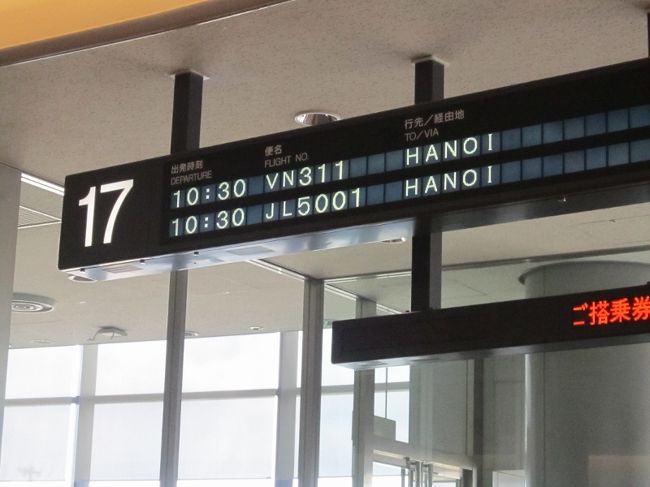 17
出発時刻 便名 行先／経由地
DEPARTURE FLIGHT NO. TO/VIA
10:30 VN311 HANOI
10:30 JL5001 HANOI
ご搭乗券